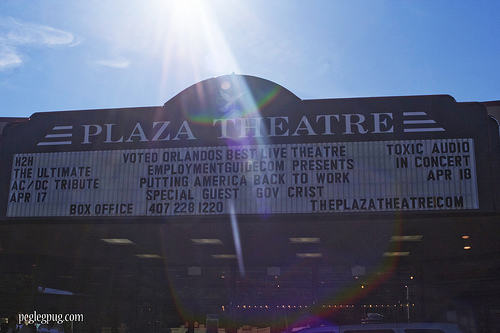 PLAZA THEATRE
H2H
THE ULTIMATE
AC/DC TRIBUTE
APR 17
VOTED ORLANDOS BEST LIVE THEATRE
EMPLOYMENTGUIDECOM PRESENTS
PUTTING AMERICA BACK TO WORK
SPECIAL GUEST GOV CRIST
TOXIC AUDIO
IN CONCERT
APR 18
BOX OFFICE 407 228 1220
THEPLAZATHEATRE.COM
peglegpug.com